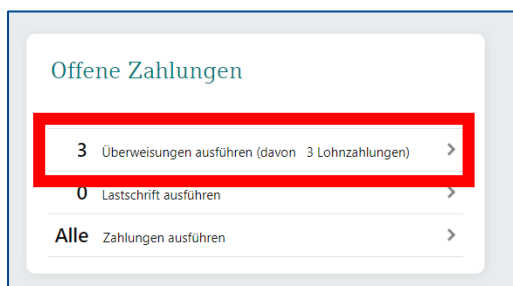 Offene Zahlungen
3 Überweisungen ausführen (davon 3 Lohnzahlungen)
0 Lastschrift ausführen
Alle Zahlungen ausführen